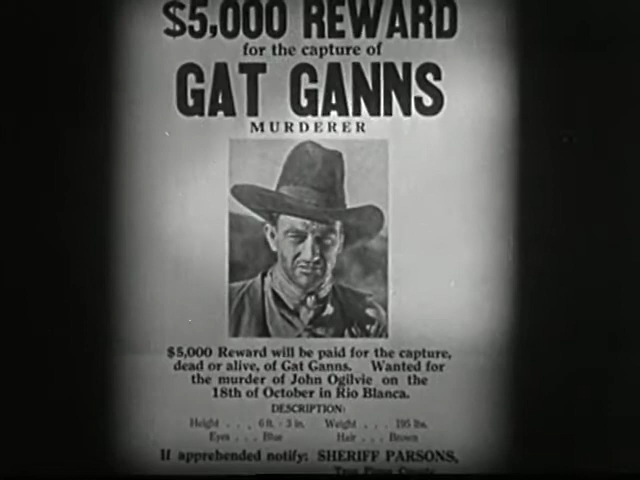 $5,000 REWARD
for the capture of
GAT GANNS
MURDERER
$5,000 Reward will be paid for the capture,
dead or alive, of Gat Ganns. Wanted for
the murder of John Ogilvie on the
18th of October in Rio Blanca.
DESCRIPTION:
Height . . . 6 ft. - 3 in. Weight . . . 195 lbs.
Eyes . . . Blue Hair . . . Brown
If apprehended notify: SHERIFF PARSONS,